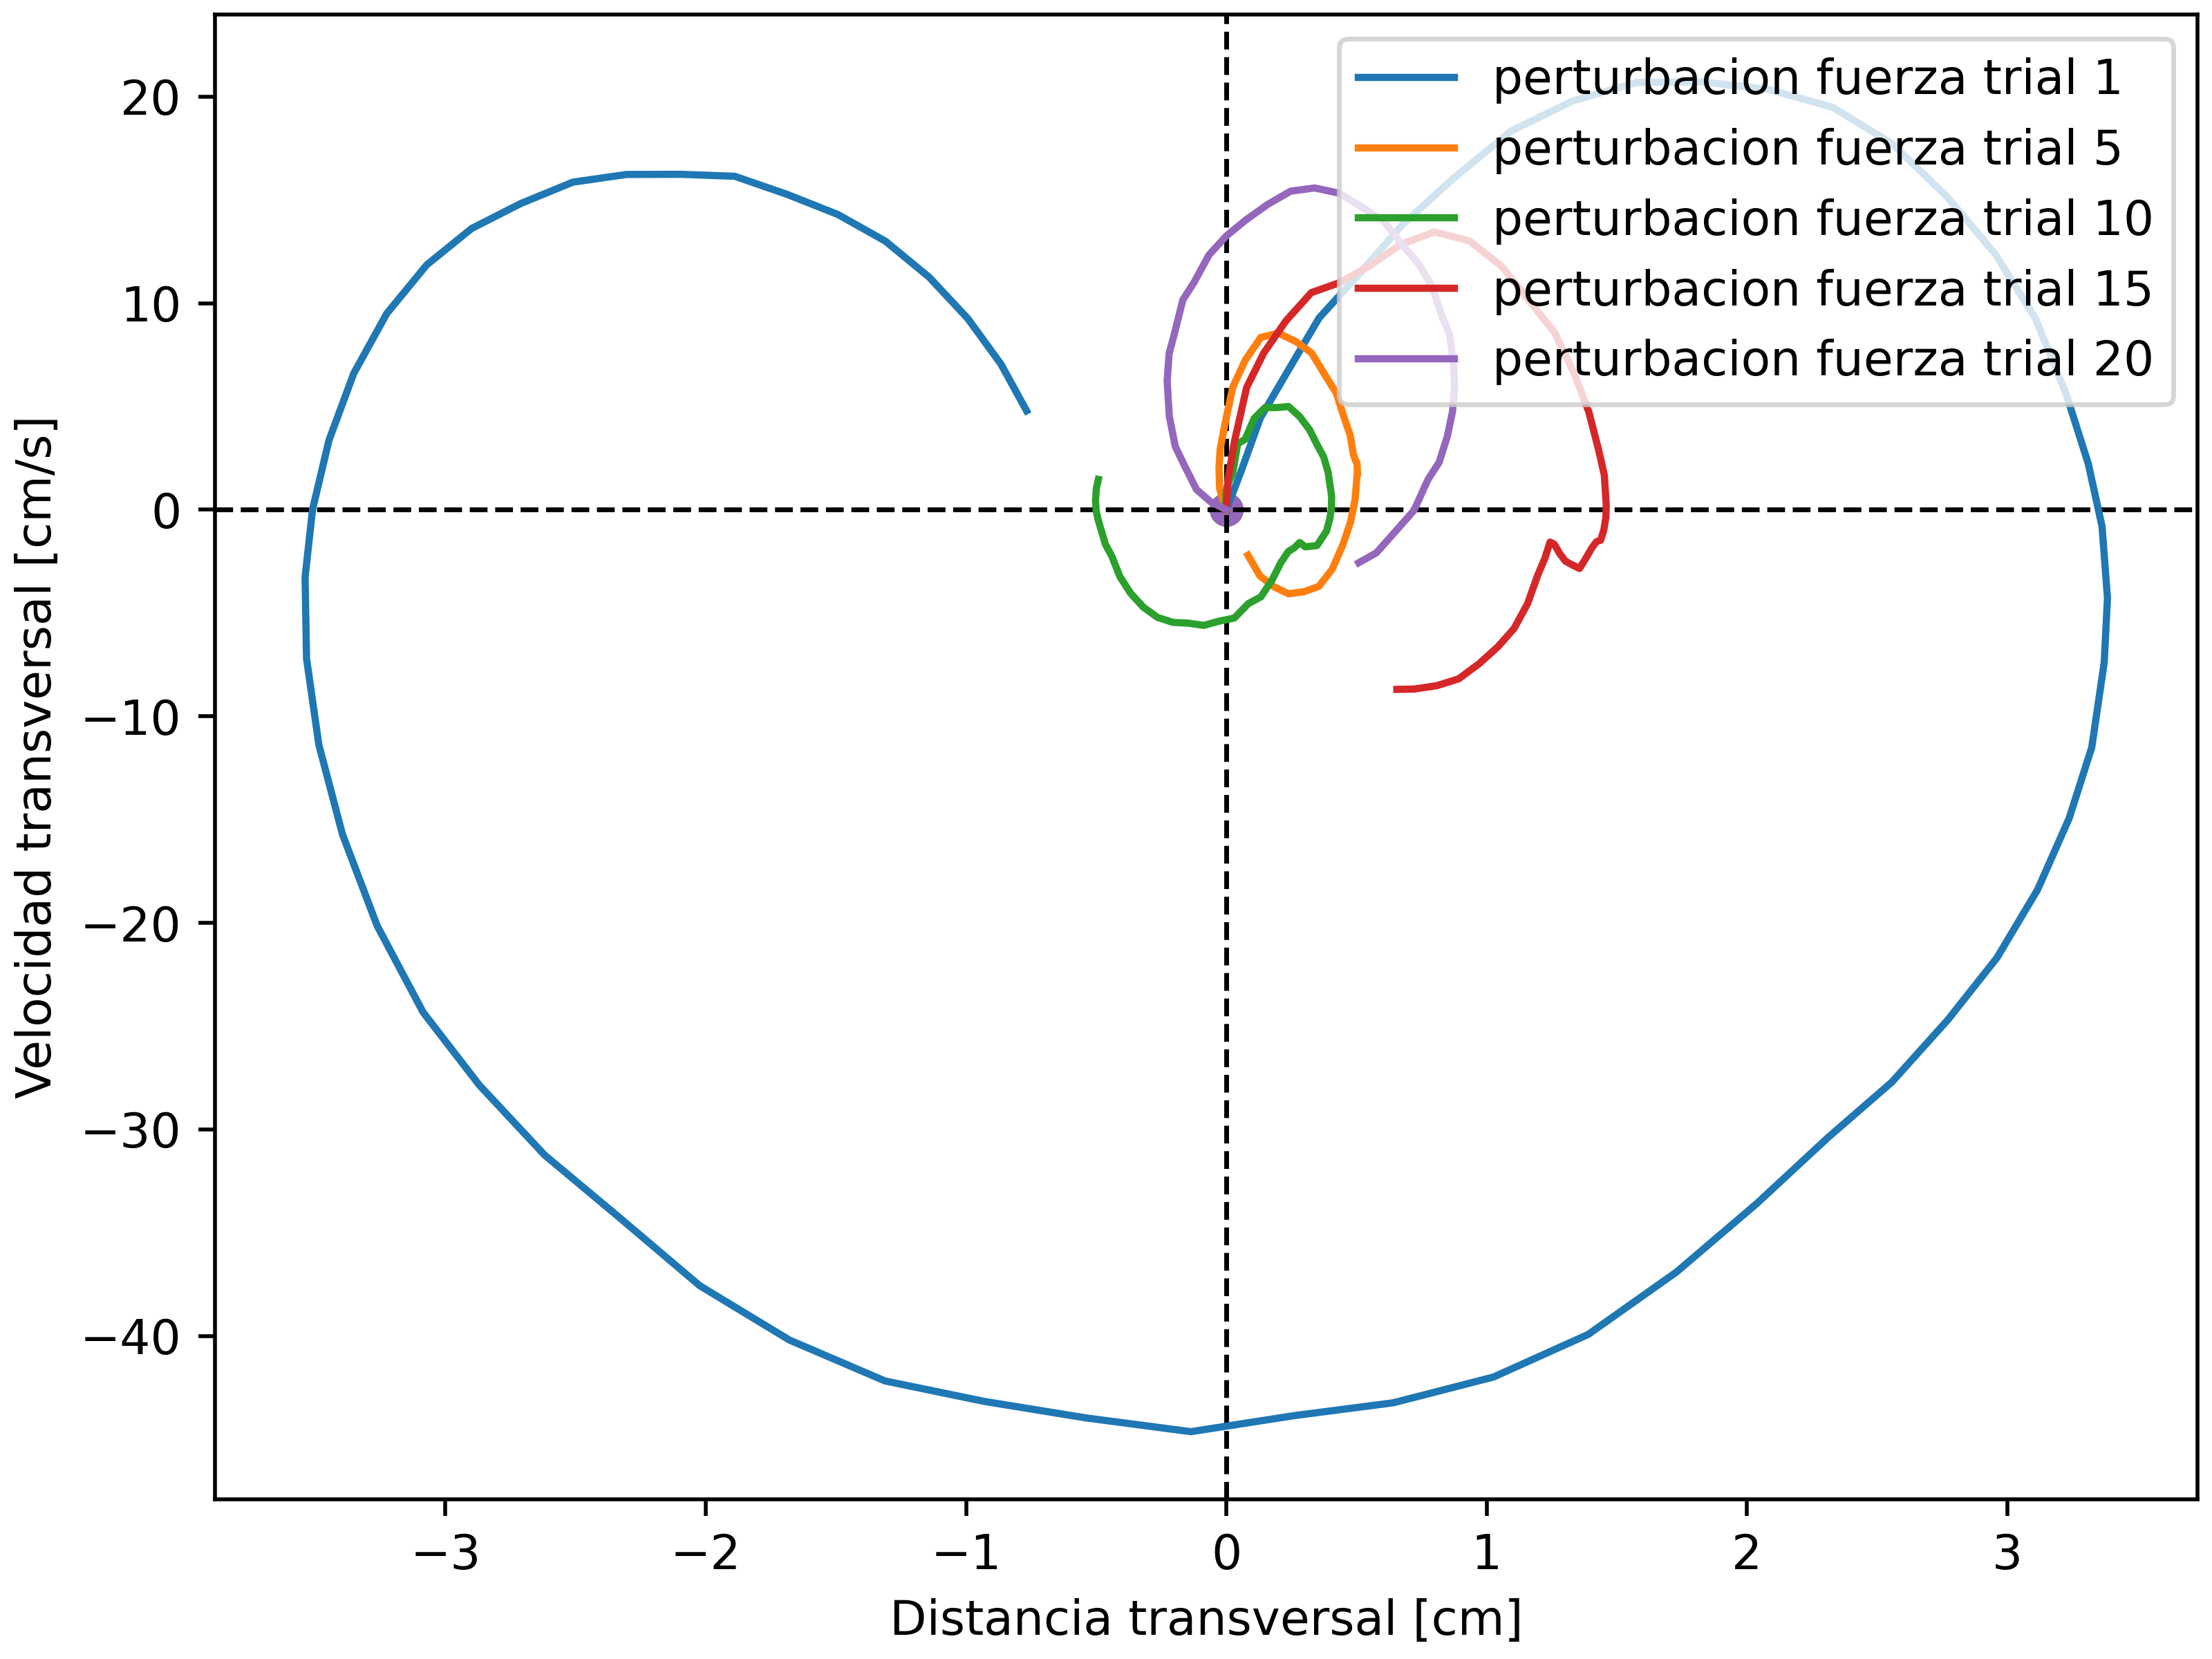 perturbacion fuerza trial 1
perturbacion fuerza trial 5
perturbacion fuerza trial 10
perturbacion fuerza trial 15
perturbacion fuerza trial 20
20
10
0
−10
−20
−30
−40
Velocidad transversal [cm/s]
−3 −2 −1 0 1 2 3
Distancia transversal [cm]